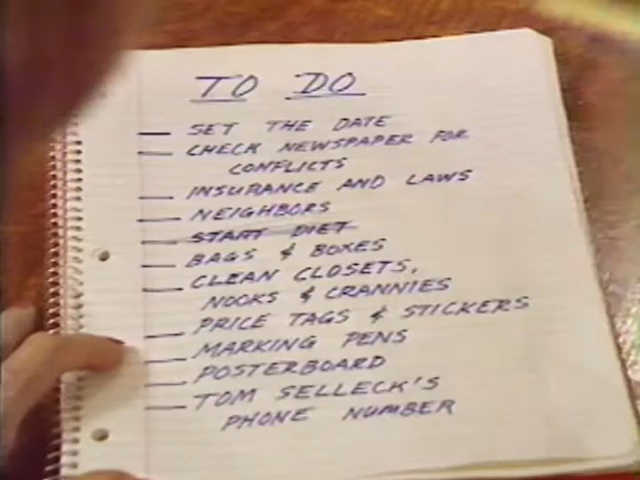 TO DO
SET THE DATE
CHECK NEWSPAPER FOR
CONFLICTS
INSURANCE AND LAWS
NEIGHBORS
START DIET
BAGS & BOXES
CLEAN CLOSETS,
NOOKS & CRANNIES
PRICE TAGS & STICKERS
MARKING PENS
POSTERBOARD
TOM SELLECK'S
PHONE NUMBER